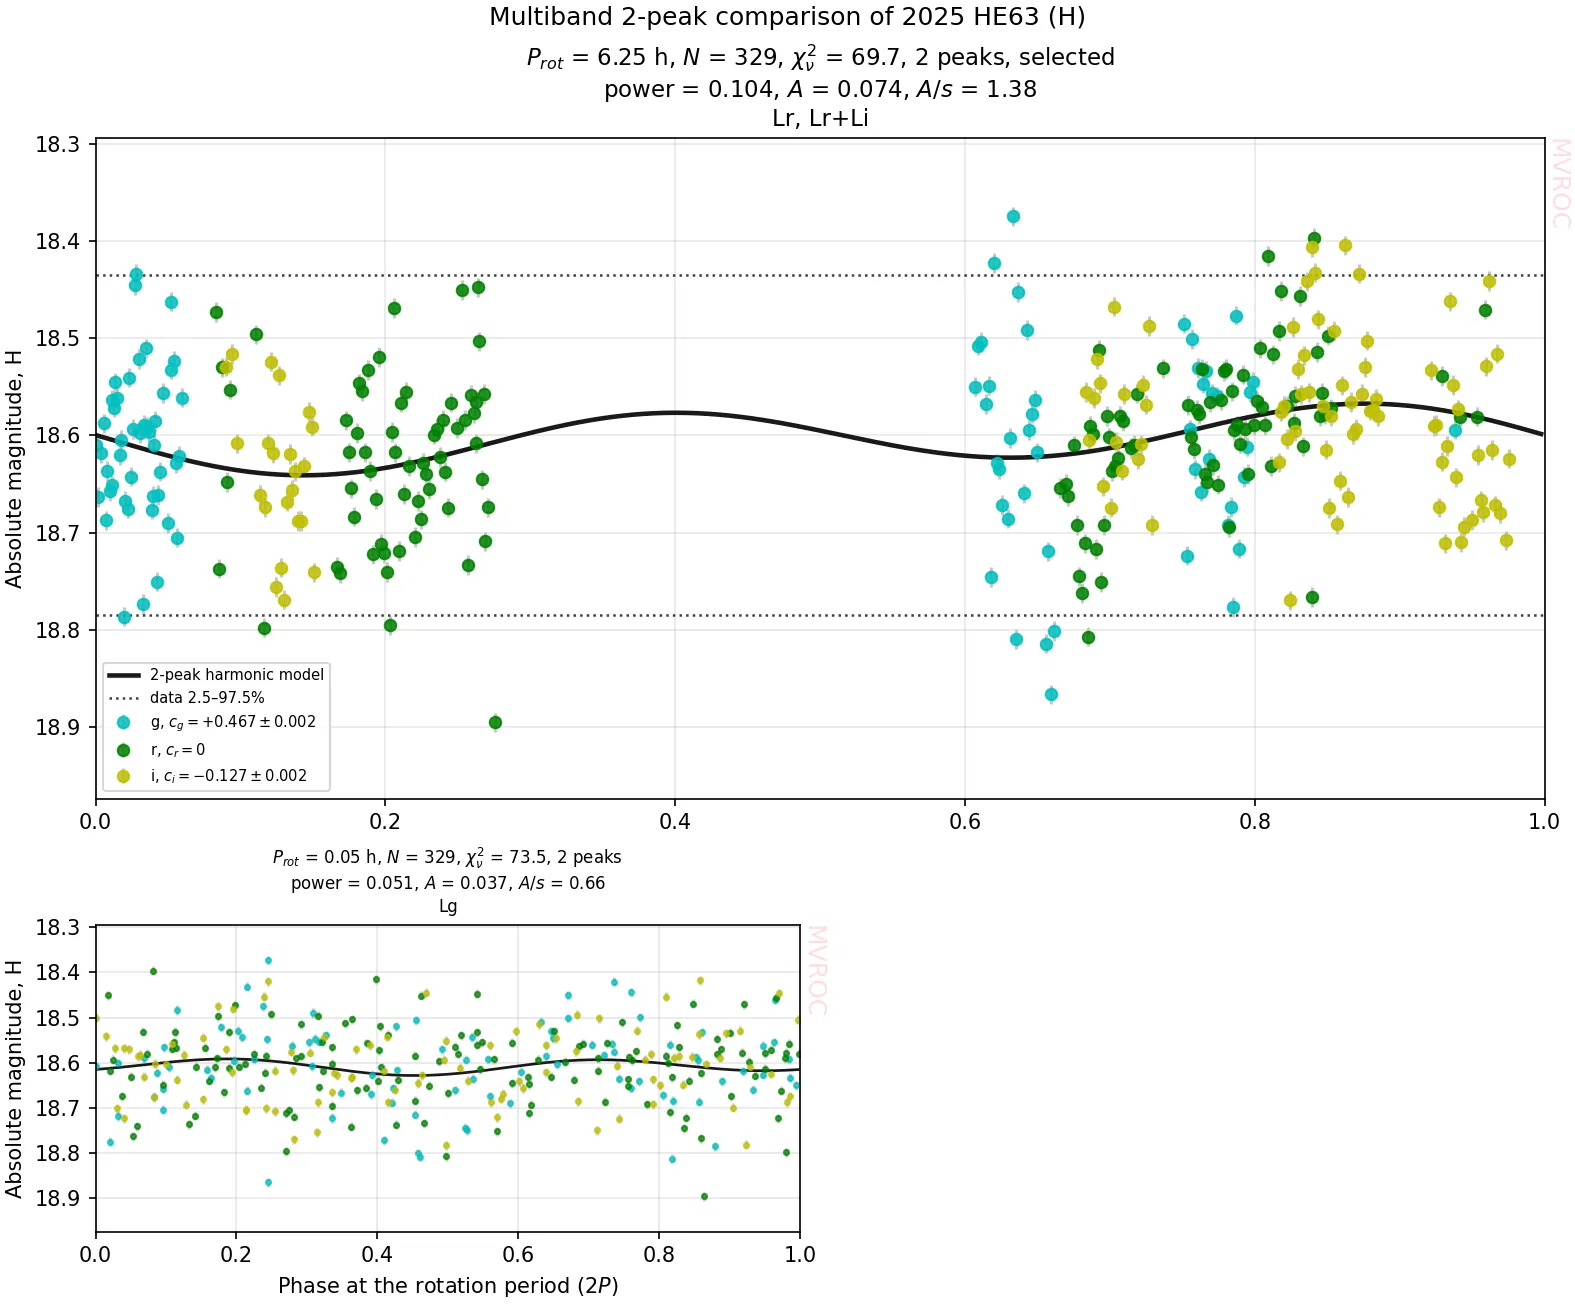 Multiband 2-peak comparison of 2025 HE63 (H)
P_rot = 6.25 h, N = 329, χ²_ν = 69.7, 2 peaks, selected
power = 0.104, A = 0.074, A/s = 1.38
Lr, Lr+Li
18.3
18.4
18.5
18.6
18.7
18.8
18.9
Absolute magnitude, H
MVROC
2-peak harmonic model
data 2.5–97.5%
g, c_g = +0.467 ± 0.002
r, c_r = 0
i, c_i = −0.127 ± 0.002
0.0 0.2 0.4 0.6 0.8 1.0
P_rot = 0.05 h, N = 329, χ²_ν = 73.5, 2 peaks
power = 0.051, A = 0.037, A/s = 0.66
Lg
18.3
18.4
18.5
18.6
18.7
18.8
18.9
Absolute magnitude, H
MVROC
0.0 0.2 0.4 0.6 0.8 1.0
Phase at the rotation period (2P)